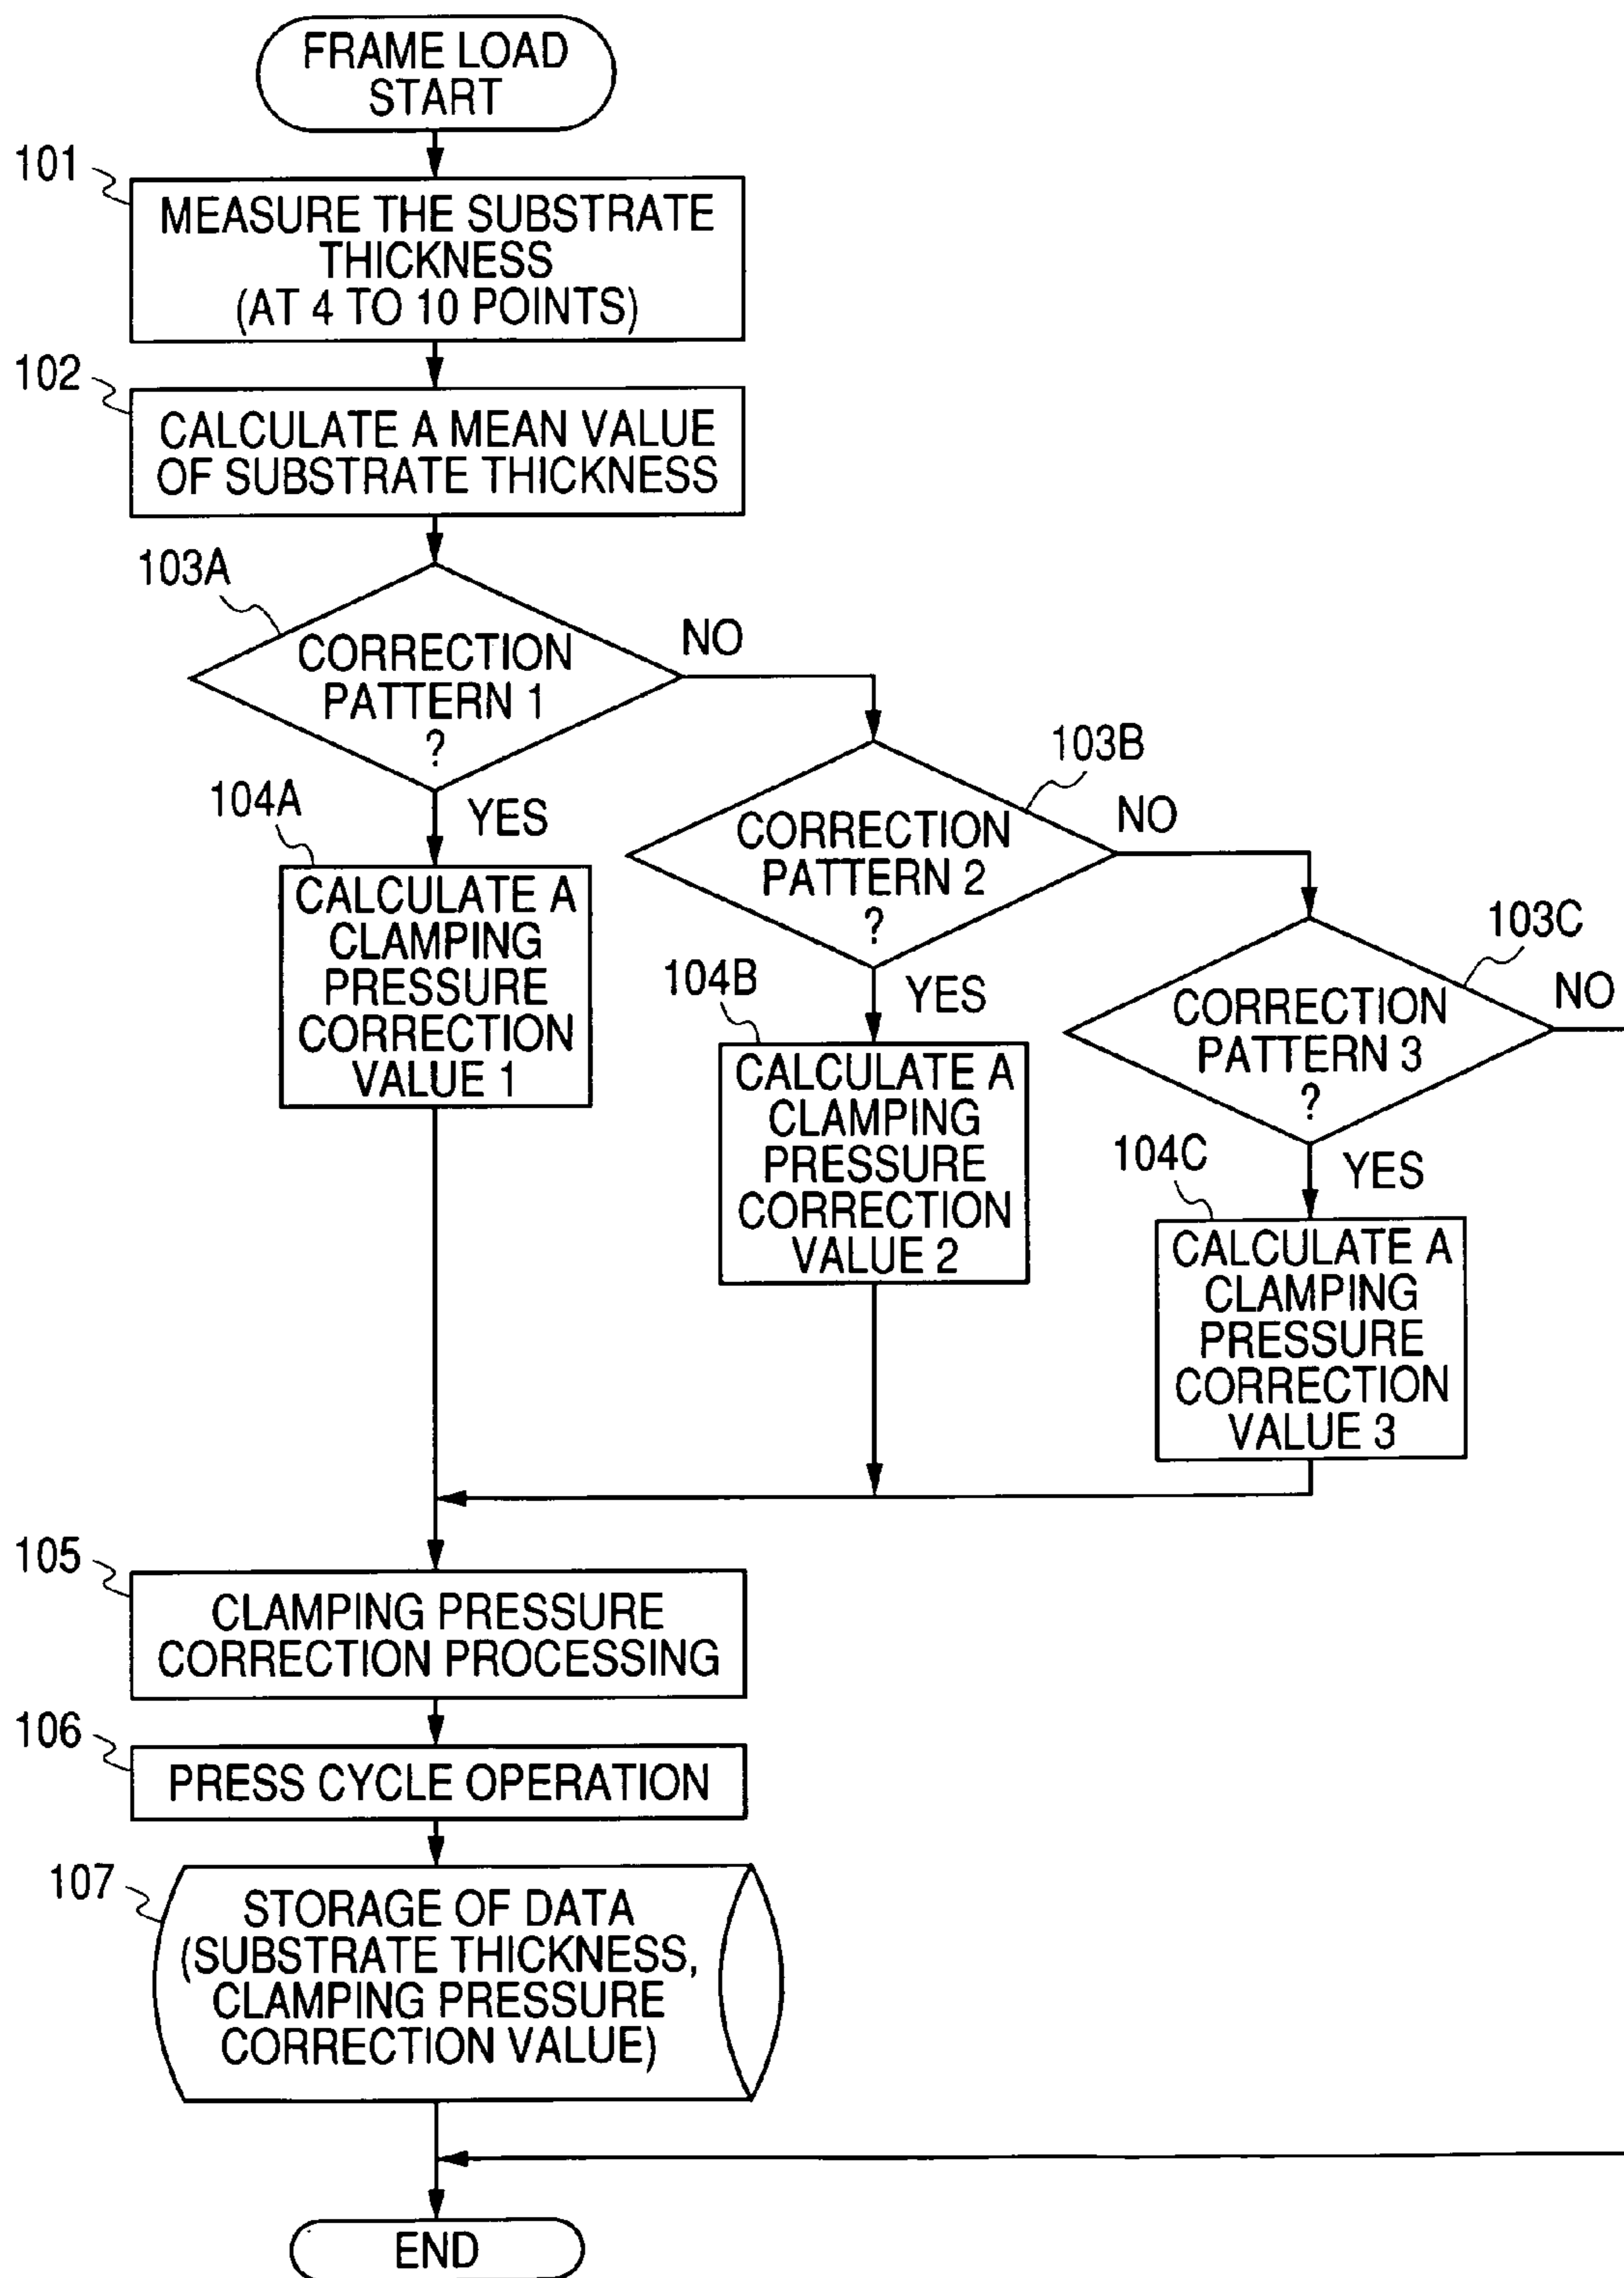 FRAME LOAD
START
101
MEASURE THE SUBSTRATE
THICKNESS
(AT 4 TO 10 POINTS)
102
CALCULATE A MEAN VALUE
OF SUBSTRATE THICKNESS
103A
CORRECTION
PATTERN 1
?
NO
YES
104A
CALCULATE A
CLAMPING
PRESSURE
CORRECTION
VALUE 1
103B
CORRECTION
PATTERN 2
?
NO
YES
104B
CALCULATE A
CLAMPING
PRESSURE
CORRECTION
VALUE 2
103C
CORRECTION
PATTERN 3
?
NO
YES
104C
CALCULATE A
CLAMPING
PRESSURE
CORRECTION
VALUE 3
105
CLAMPING PRESSURE
CORRECTION PROCESSING
106
PRESS CYCLE OPERATION
107
STORAGE OF DATA
(SUBSTRATE THICKNESS,
CLAMPING PRESSURE
CORRECTION VALUE)
END